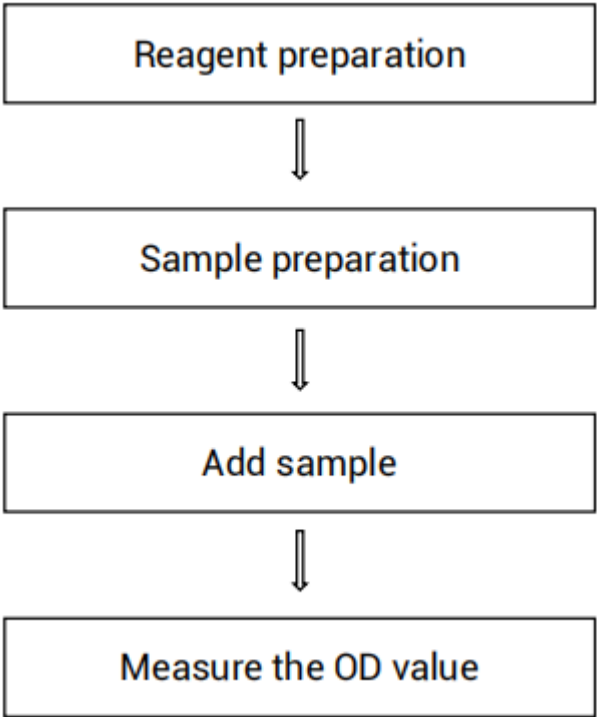 Reagent preparation
Sample preparation
Add sample
Measure the OD value